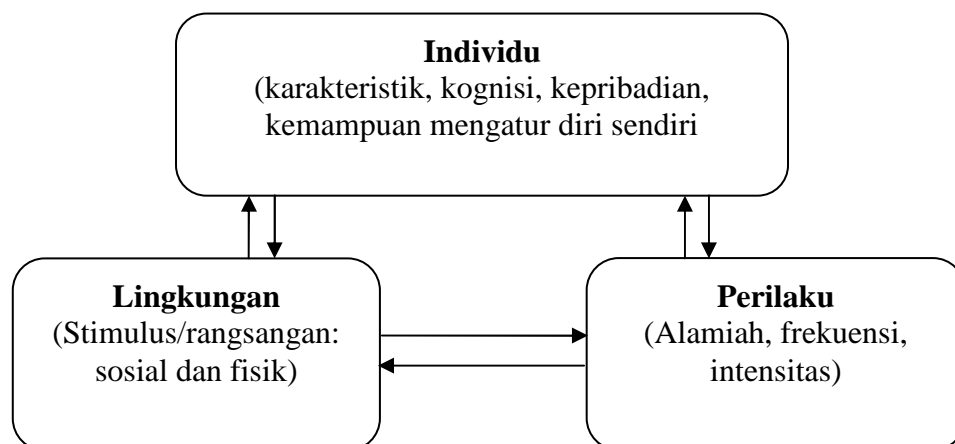 Individu
(karakteristik, kognisi, kepribadian,
kemampuan mengatur diri sendiri
Lingkungan
(Stimulus/rangsangan:
sosial dan fisik)
Perilaku
(Alamiah, frekuensi,
intensitas)